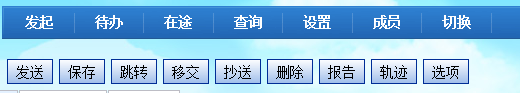 发起 待办 在途 查询 设置 成员 切换
发送 保存 跳转 移交 抄送 删除 报告 轨迹 选项